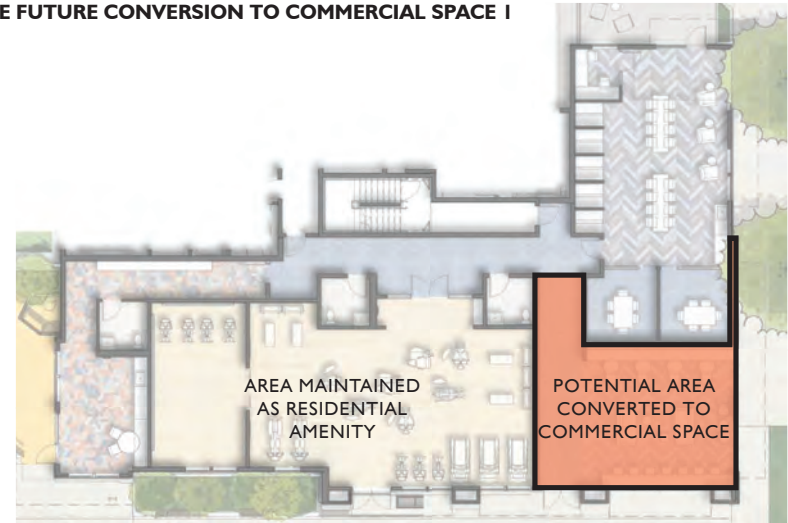 E FUTURE CONVERSION TO COMMERCIAL SPACE 1
AREA MAINTAINED
AS RESIDENTIAL
AMENITY
POTENTIAL AREA
CONVERTED TO
COMMERCIAL SPACE